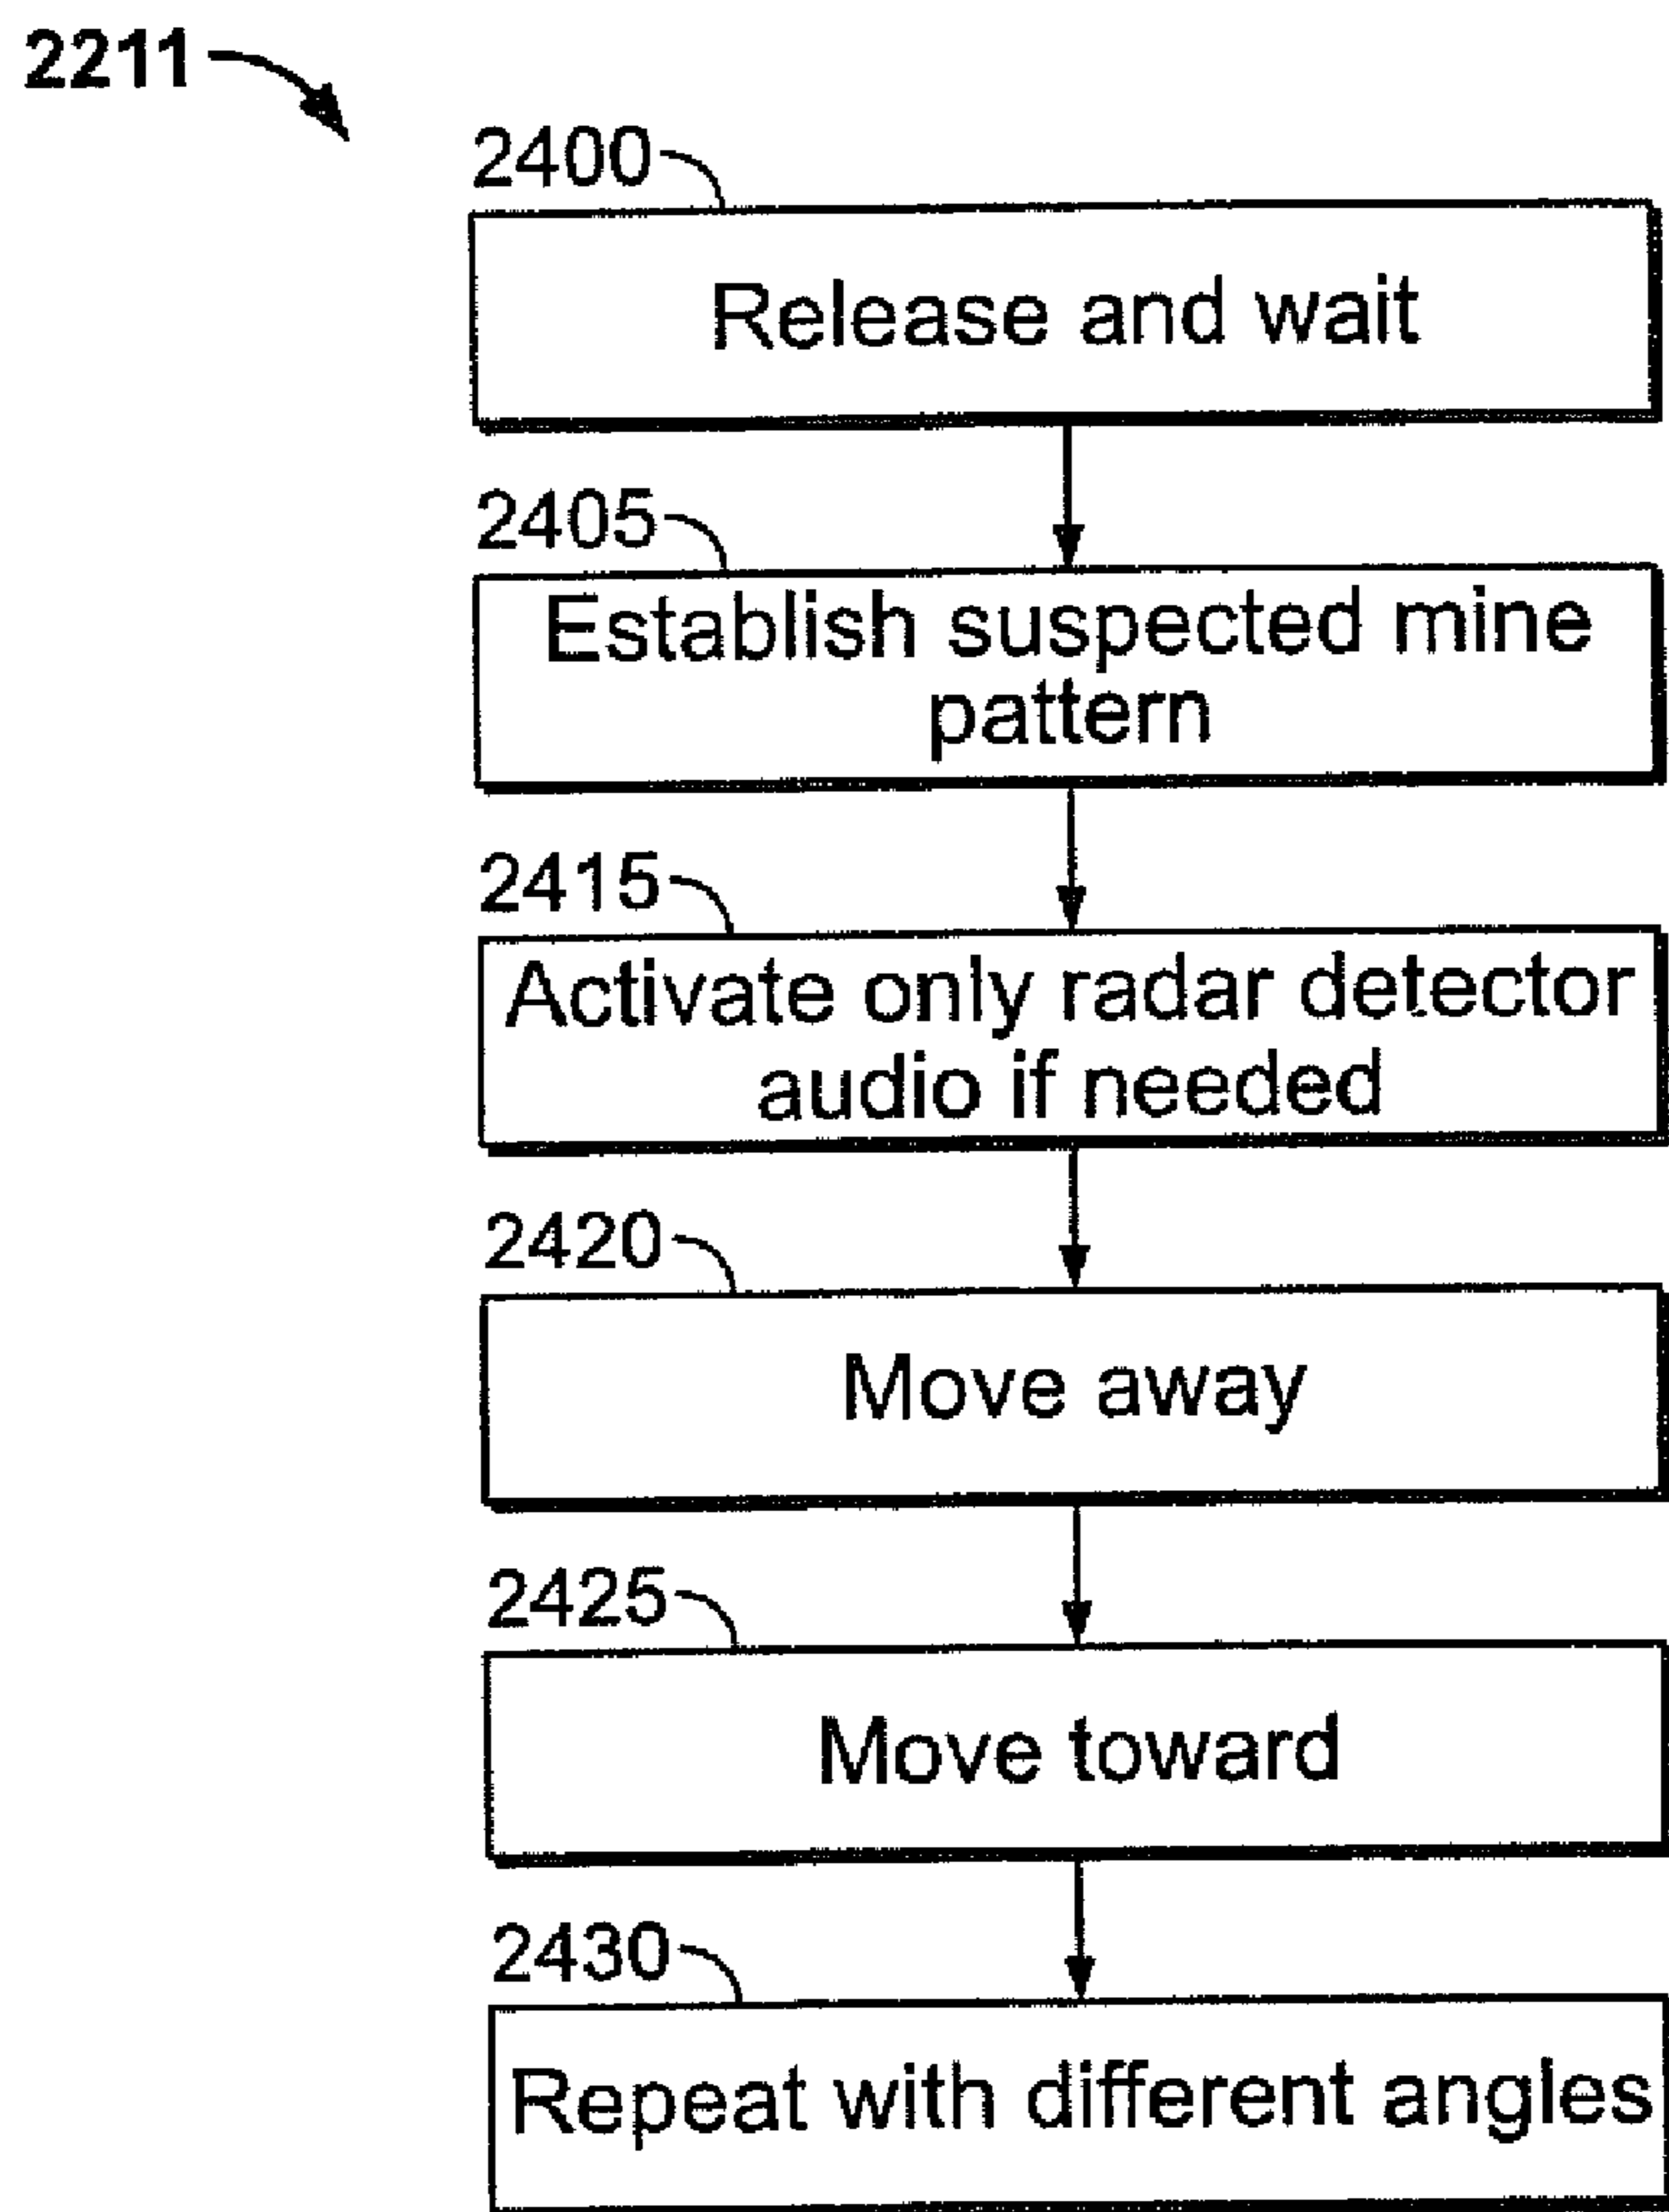 2211
2400
Release and wait
2405
Establish suspected mine
pattern
2415
Activate only radar detector
audio if needed
2420
Move away
2425
Move toward
2430
Repeat with different angles